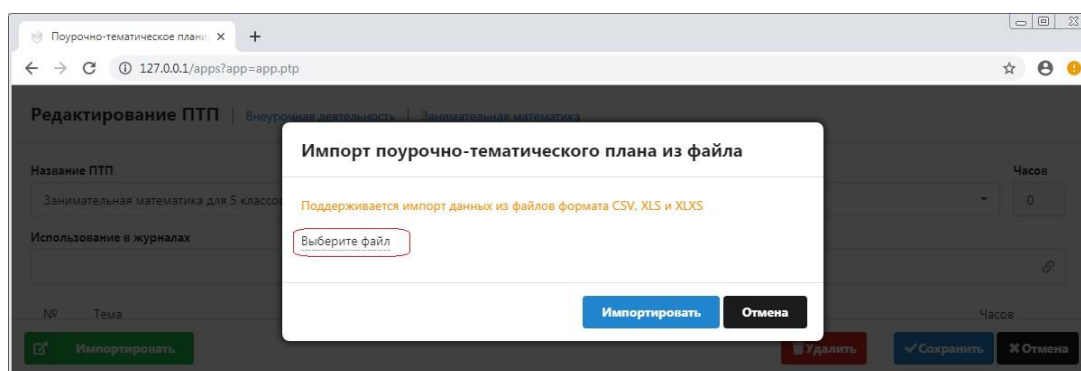 Поурочно-тематическое плани
127.0.0.1/apps?app=app.ptp
Редактирование ПТП | Внеурочная деятельность | Занимательная математика
Импорт поурочно-тематического плана из файла
Название ПТП
Часов
Занимательная математика для 5 классо
0
Поддерживается импорт данных из файлов формата CSV, XLS и XLXS
Использование в журналах
Выберите файл
Импортировать Отмена
№ Тема Часов
Импортировать Удалить Сохранить Отмена